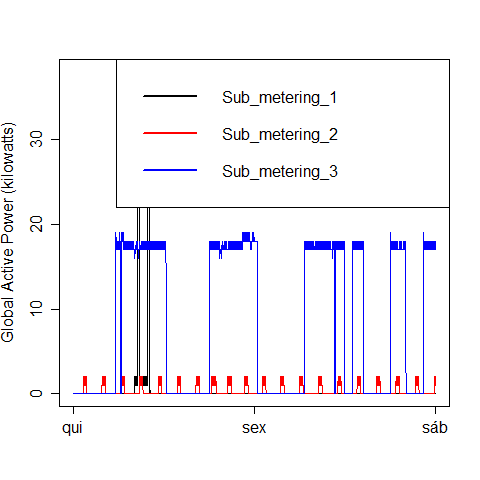 Sub_metering_1
Sub_metering_2
Sub_metering_3
Global Active Power (kilowatts)
30
20
10
0
qui sex sáb